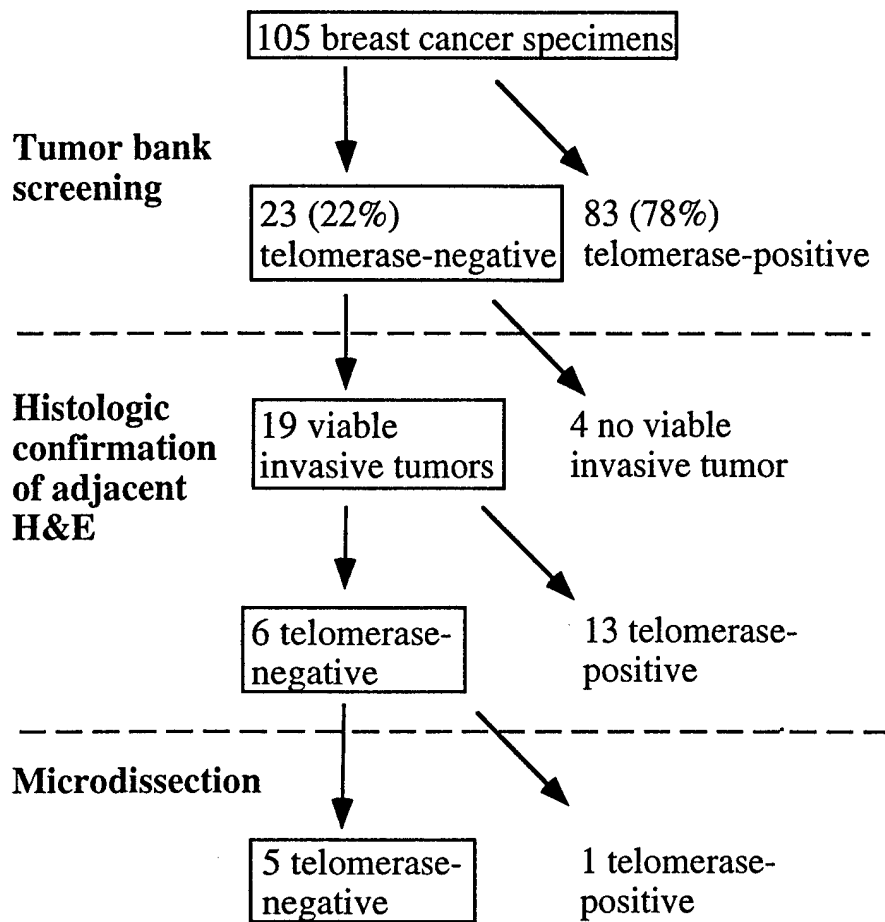 105 breast cancer specimens
Tumor bank
screening
23 (22%)
telomerase-negative
83 (78%)
telomerase-positive
Histologic
confirmation
of adjacent
H&E
19 viable
invasive tumors
4 no viable
invasive tumor
6 telomerase-
negative
13 telomerase-
positive
Microdissection
5 telomerase-
negative
1 telomerase-
positive